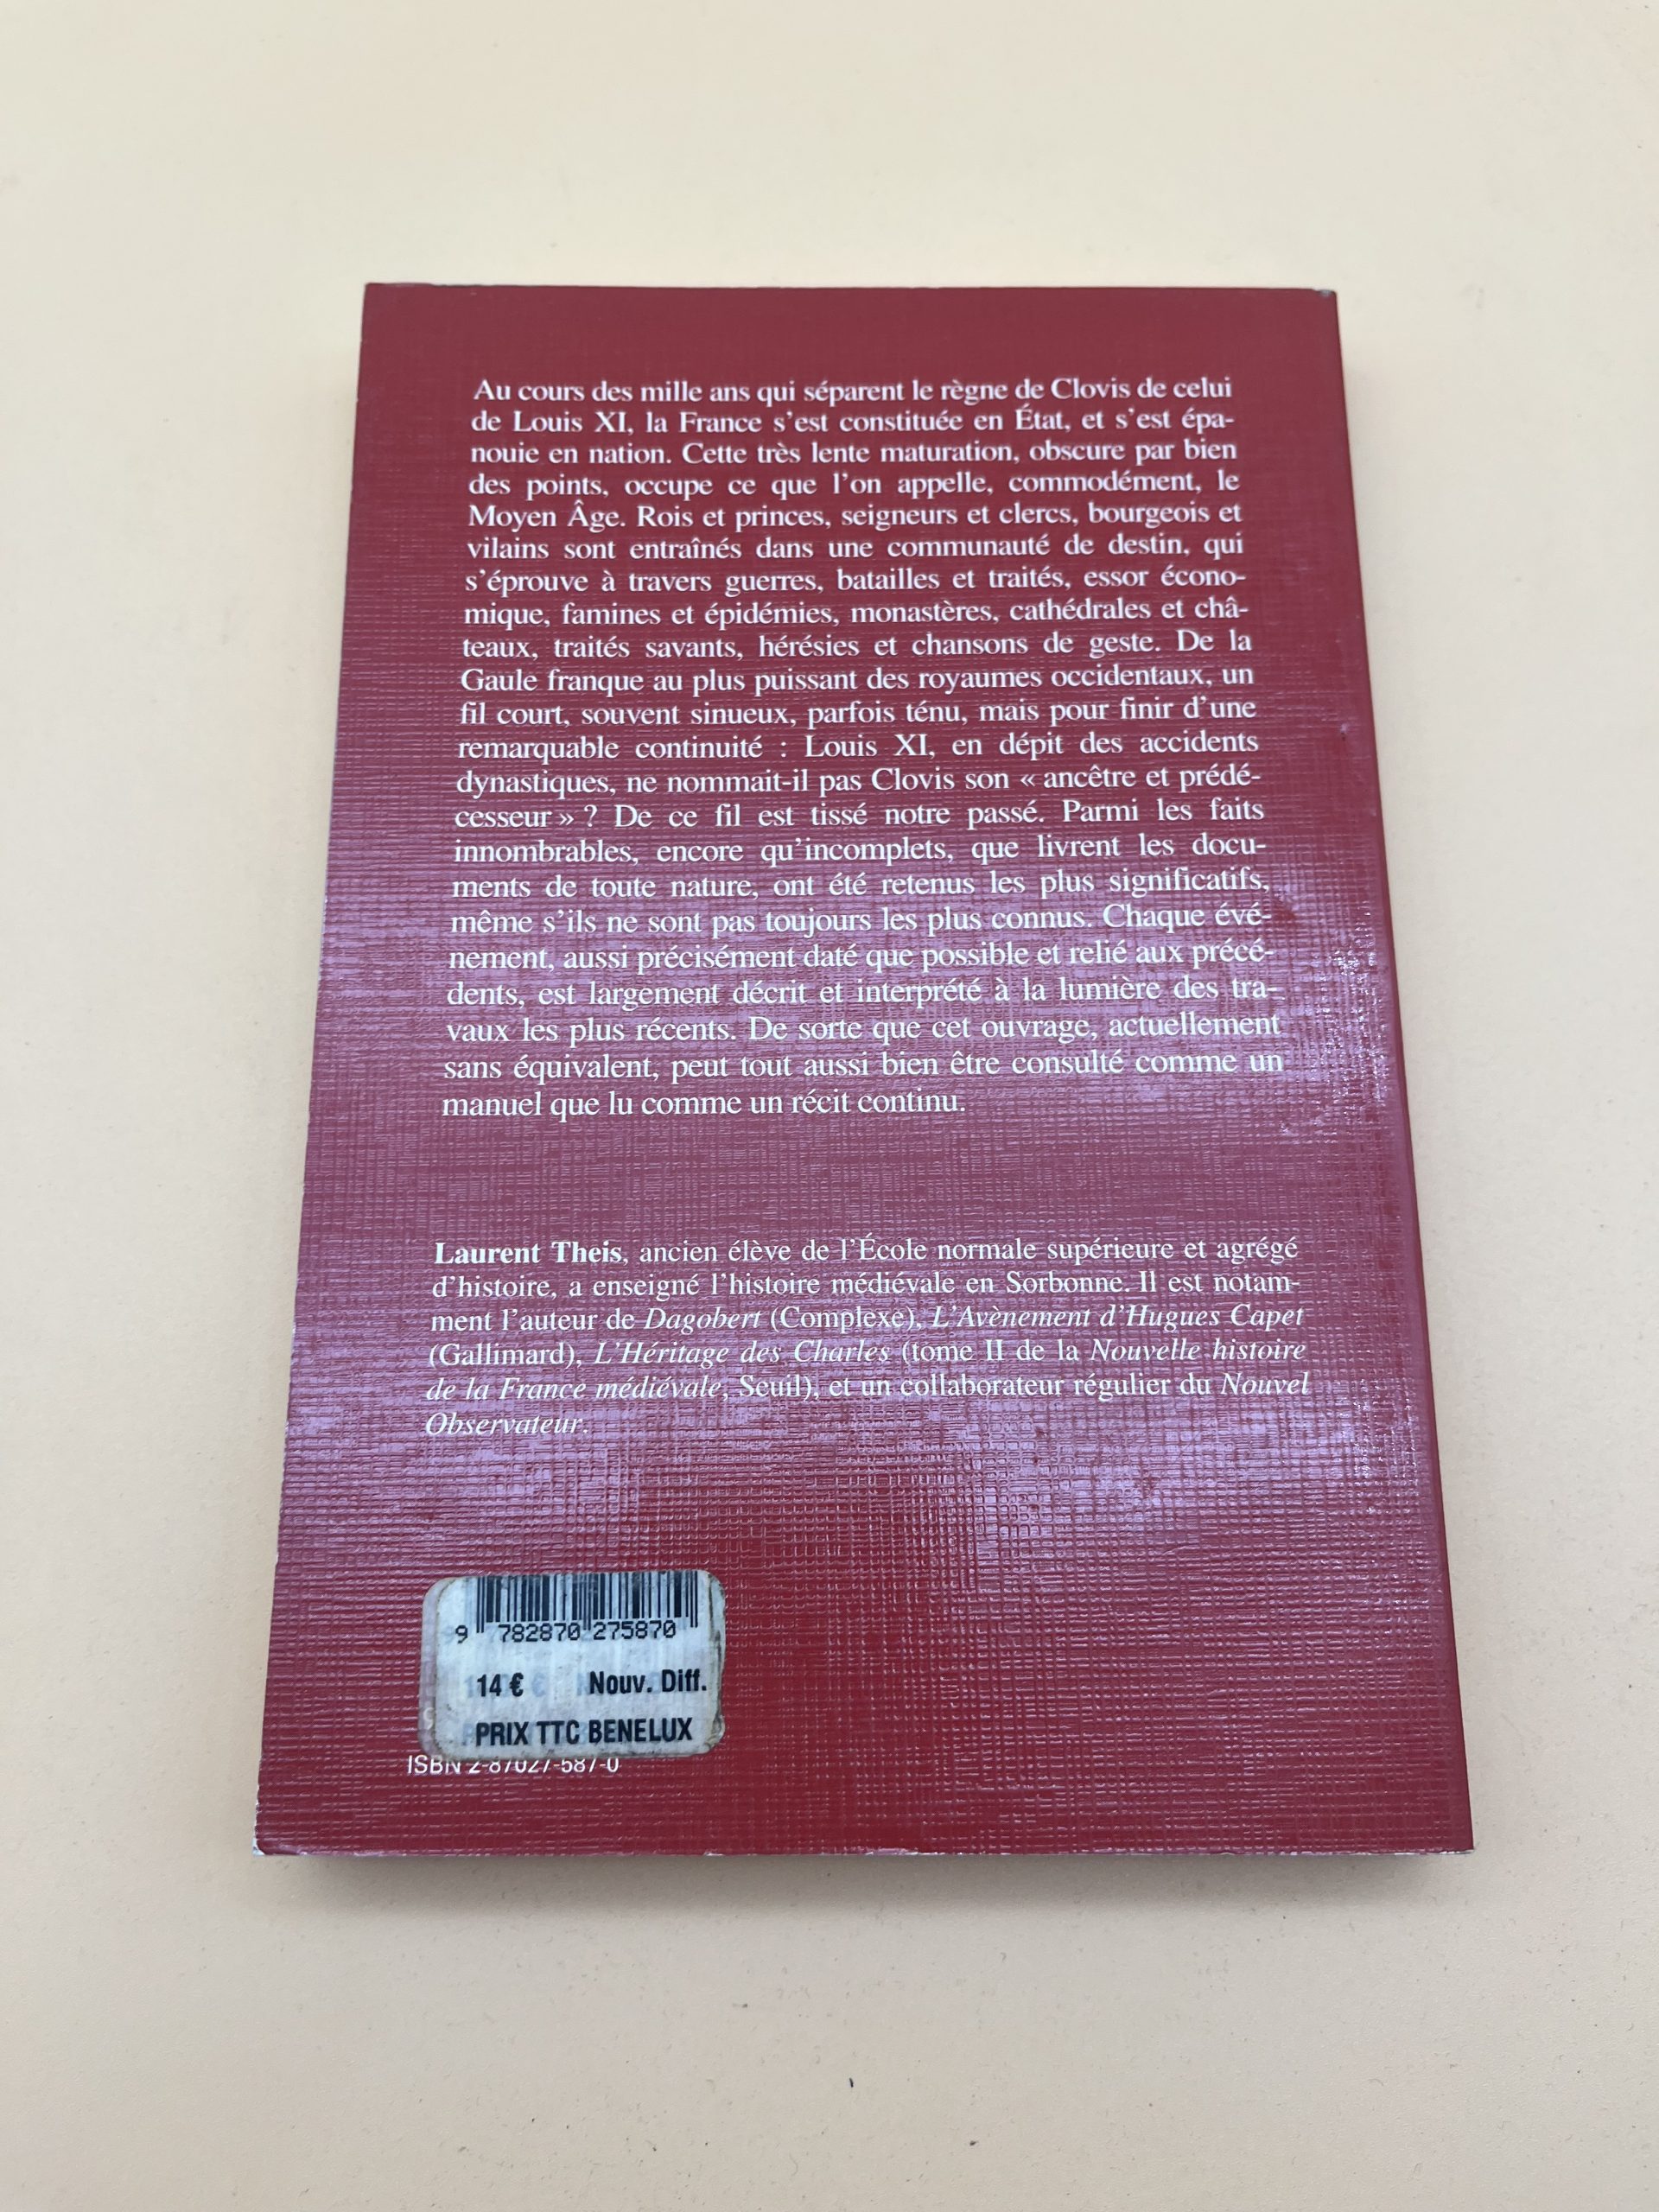 Au cours des mille ans qui séparent le règne de Clovis de celui
de Louis XI, la France s'est constituée en État, et s'est épa-
nouie en nation. Cette très lente maturation, obscure par bien
des points, occupe ce que l'on appelle, commodément, le
Moyen Âge. Rois et princes, seigneurs et clercs, bourgeois et
vilains sont entraînés dans une communauté de destin, qui
s'éprouve à travers guerres, batailles et traités, essor écono-
mique, famines et épidémies, monastères, cathédrales et châ-
teaux, traités savants, hérésies et chansons de geste. De la
Gaule franque au plus puissant des royaumes occidentaux, un
fil court, souvent sinueux, parfois ténu, mais pour finir d'une
remarquable continuité : Louis XI, en dépit des accidents
dynastiques, ne nommait-il pas Clovis son « ancêtre et prédé-
cesseur » ? De ce fil est tissé notre passé. Parmi les faits
innombrables, encore qu'incomplets, que livrent les docu-
ments de toute nature, ont été retenus les plus significatifs,
même s'ils ne sont pas toujours les plus connus. Chaque évé-
nement, aussi précisément daté que possible et relié aux précé-
dents, est largement décrit et interprété à la lumière des tra-
vaux les plus récents. De sorte que cet ouvrage, actuellement
sans équivalent, peut tout aussi bien être consulté comme un
manuel que lu comme un récit continu.
Laurent Theis, ancien élève de l'École normale supérieure et agrégé
d'histoire, a enseigné l'histoire médiévale en Sorbonne. Il est notam-
ment l'auteur de Dagobert (Complexe), L'Avènement d'Hugues Capet
(Gallimard), L'Héritage des Charles (tome II de la Nouvelle histoire
de la France médiévale, Seuil), et un collaborateur régulier du Nouvel
Observateur.
9 782870 275870
14 € Nouv. Diff.
PRIX TTC BENELUX
ISBN 2-87027-587-0